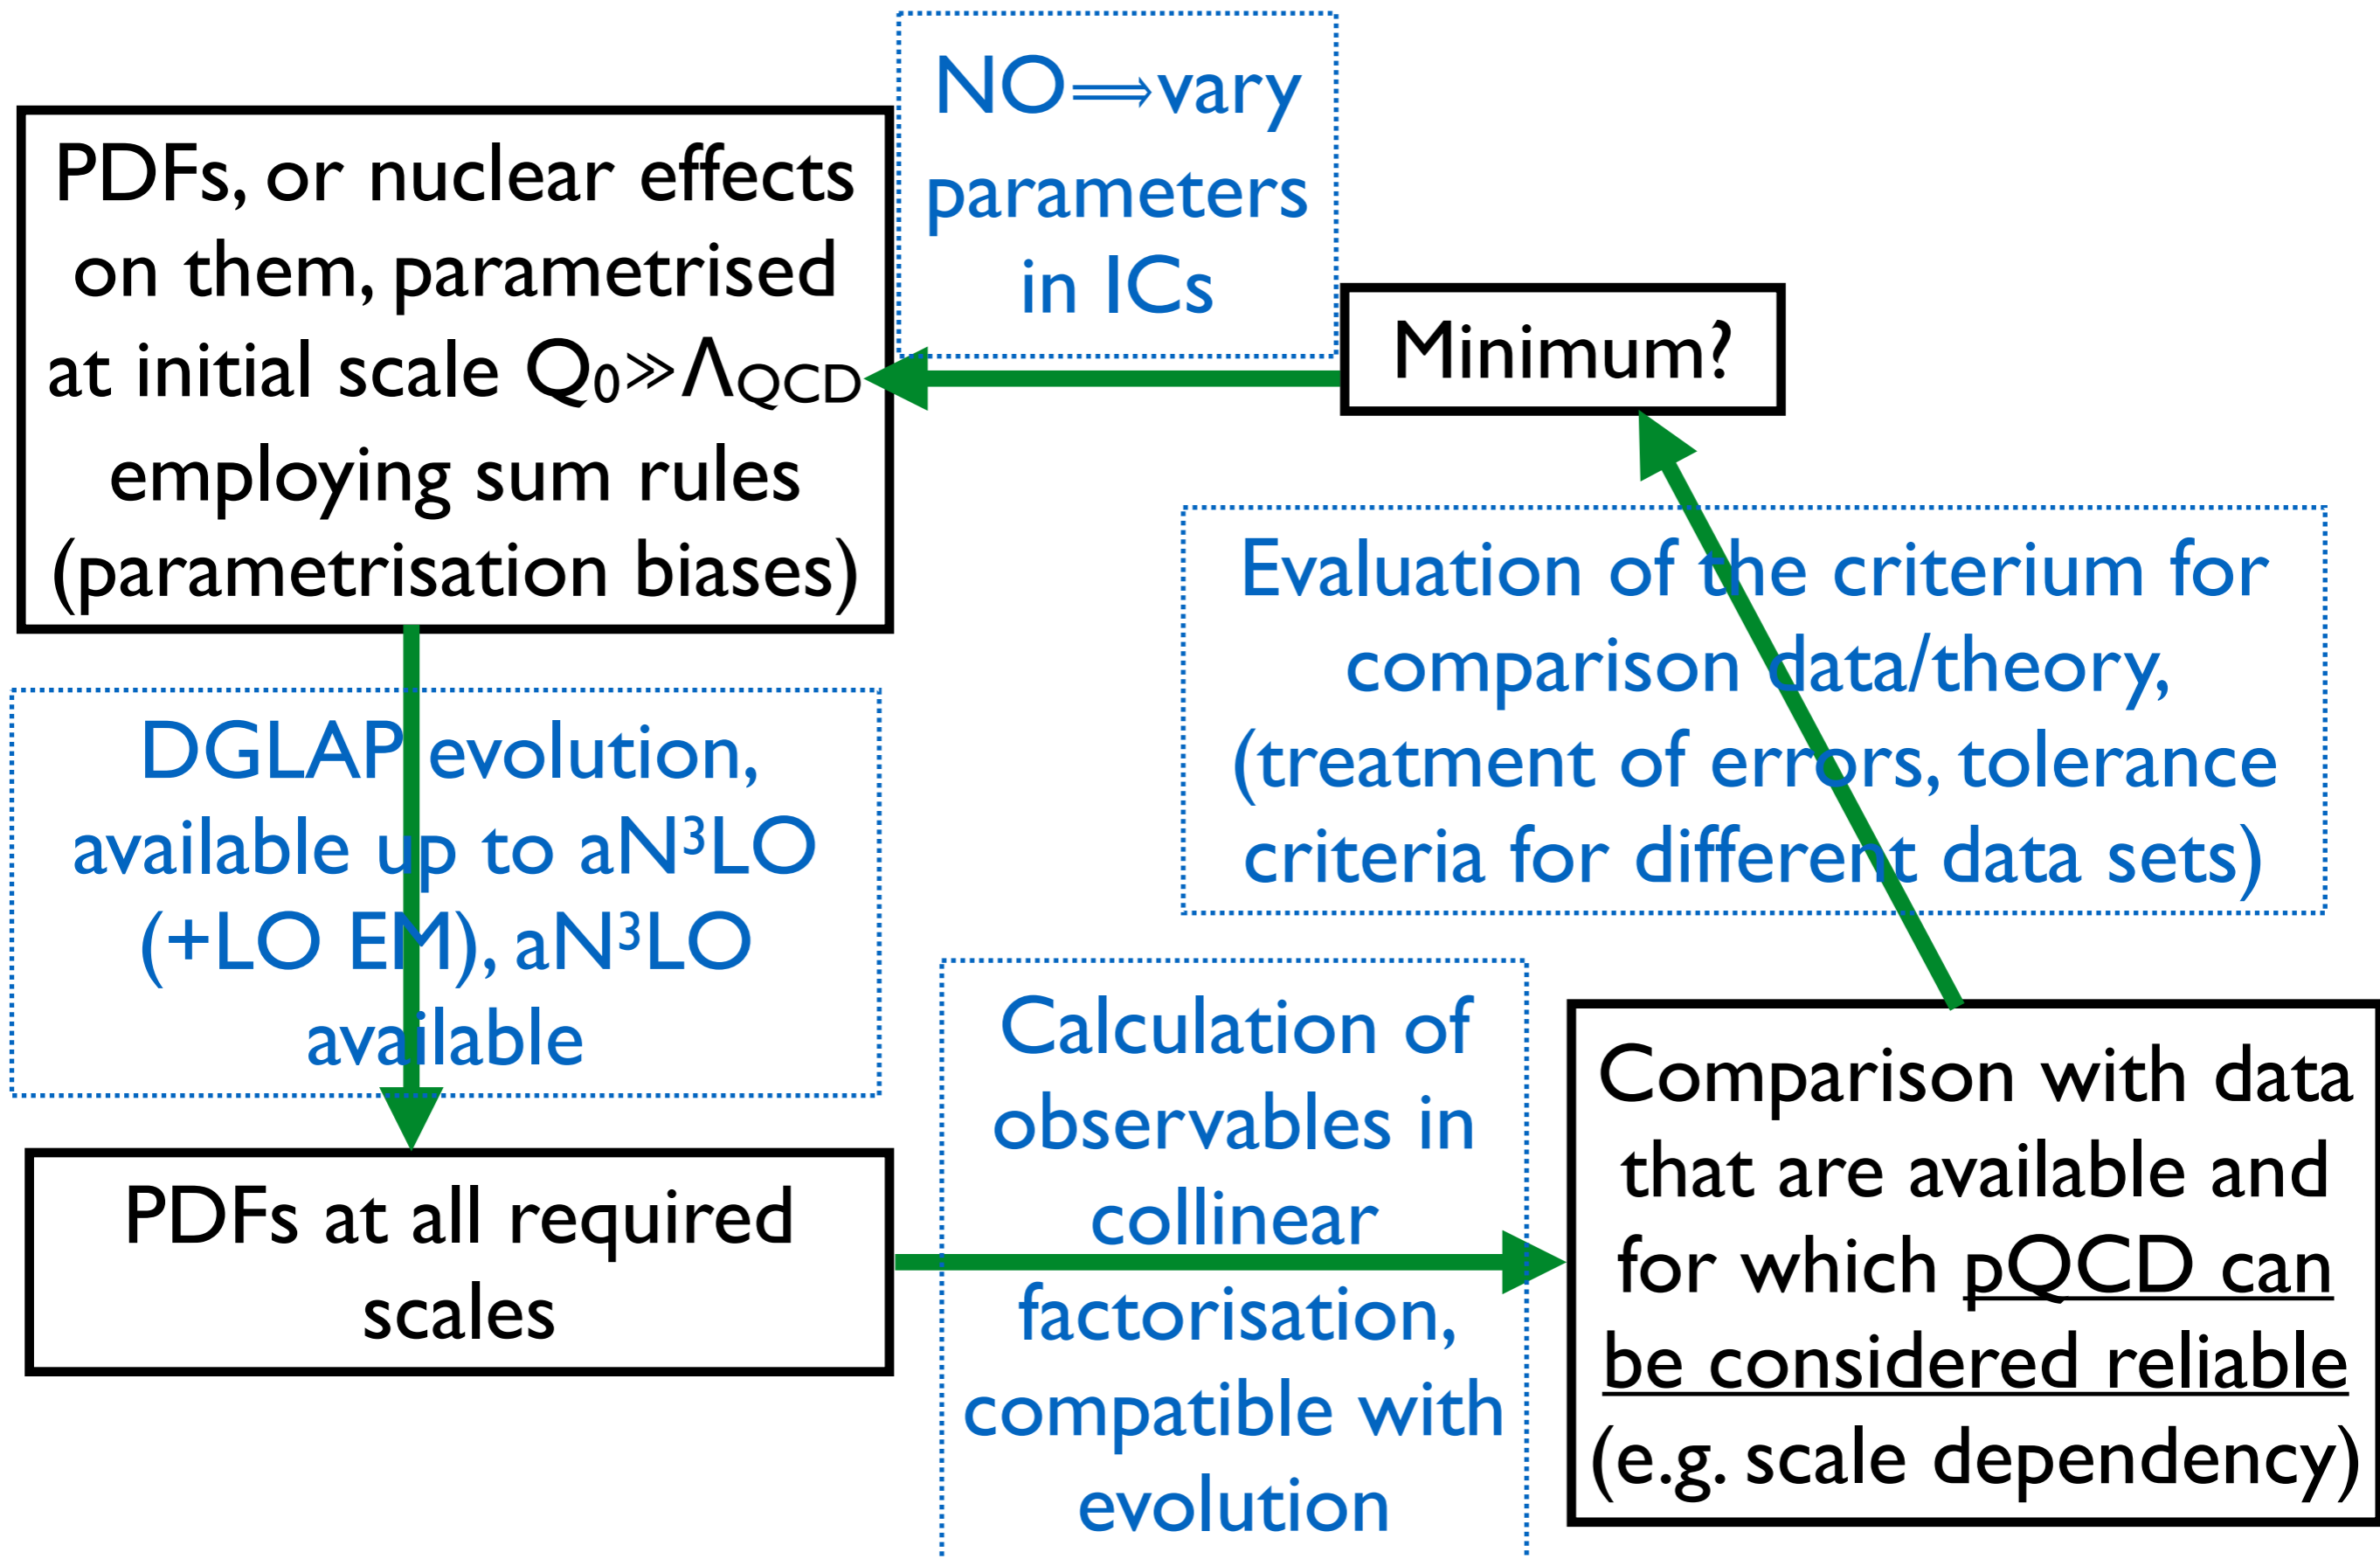 NO⟹vary
parameters
in ICs
PDFs, or nuclear effects
on them, parametrised
at initial scale Q₀≫Λ_QCD
employing sum rules
(parametrisation biases)
Minimum?
Evaluation of the criterium for
comparison data/theory,
(treatment of errors, tolerance
criteria for different data sets)
DGLAP evolution,
available up to aN³LO
(+LO EM), aN³LO
available
Calculation of
observables in
collinear
factorisation,
compatible with
evolution
Comparison with data
that are available and
for which pQCD can
be considered reliable
(e.g. scale dependency)
PDFs at all required
scales